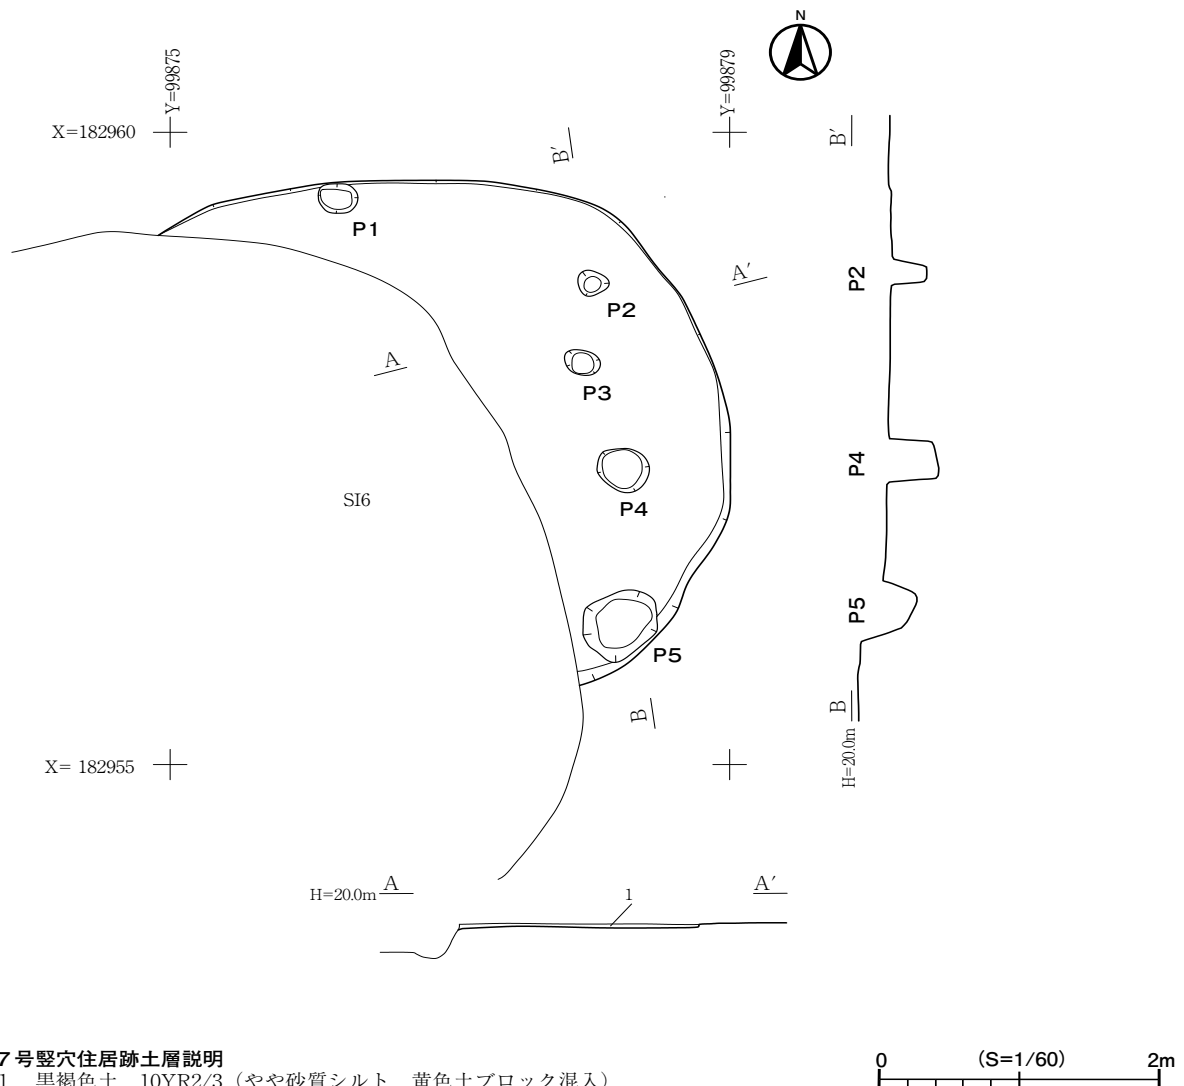 N
Y=99875
Y=99879
X=182960
B′
B′
P1
A′
P2
P2
A
P3
P4
P4
SI6
P5
P5
B
B
X= 182955
H=20.0m
H=20.0m
A
A′
1
7号竪穴住居跡土層説明
1 黒褐色土 10YR2/3（やや砂質シルト 黄色土ブロック混入）
0 (S=1/60) 2m